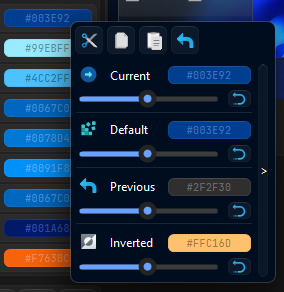 #003E92
#99EBFF
#4CC2FF
#0067C0
#0078D4
#0091F8
#0067C0
#001A68
#F7630C
Current #003E92
Default #003E92
Previous #2F2F30
Inverted #FFC16D
>